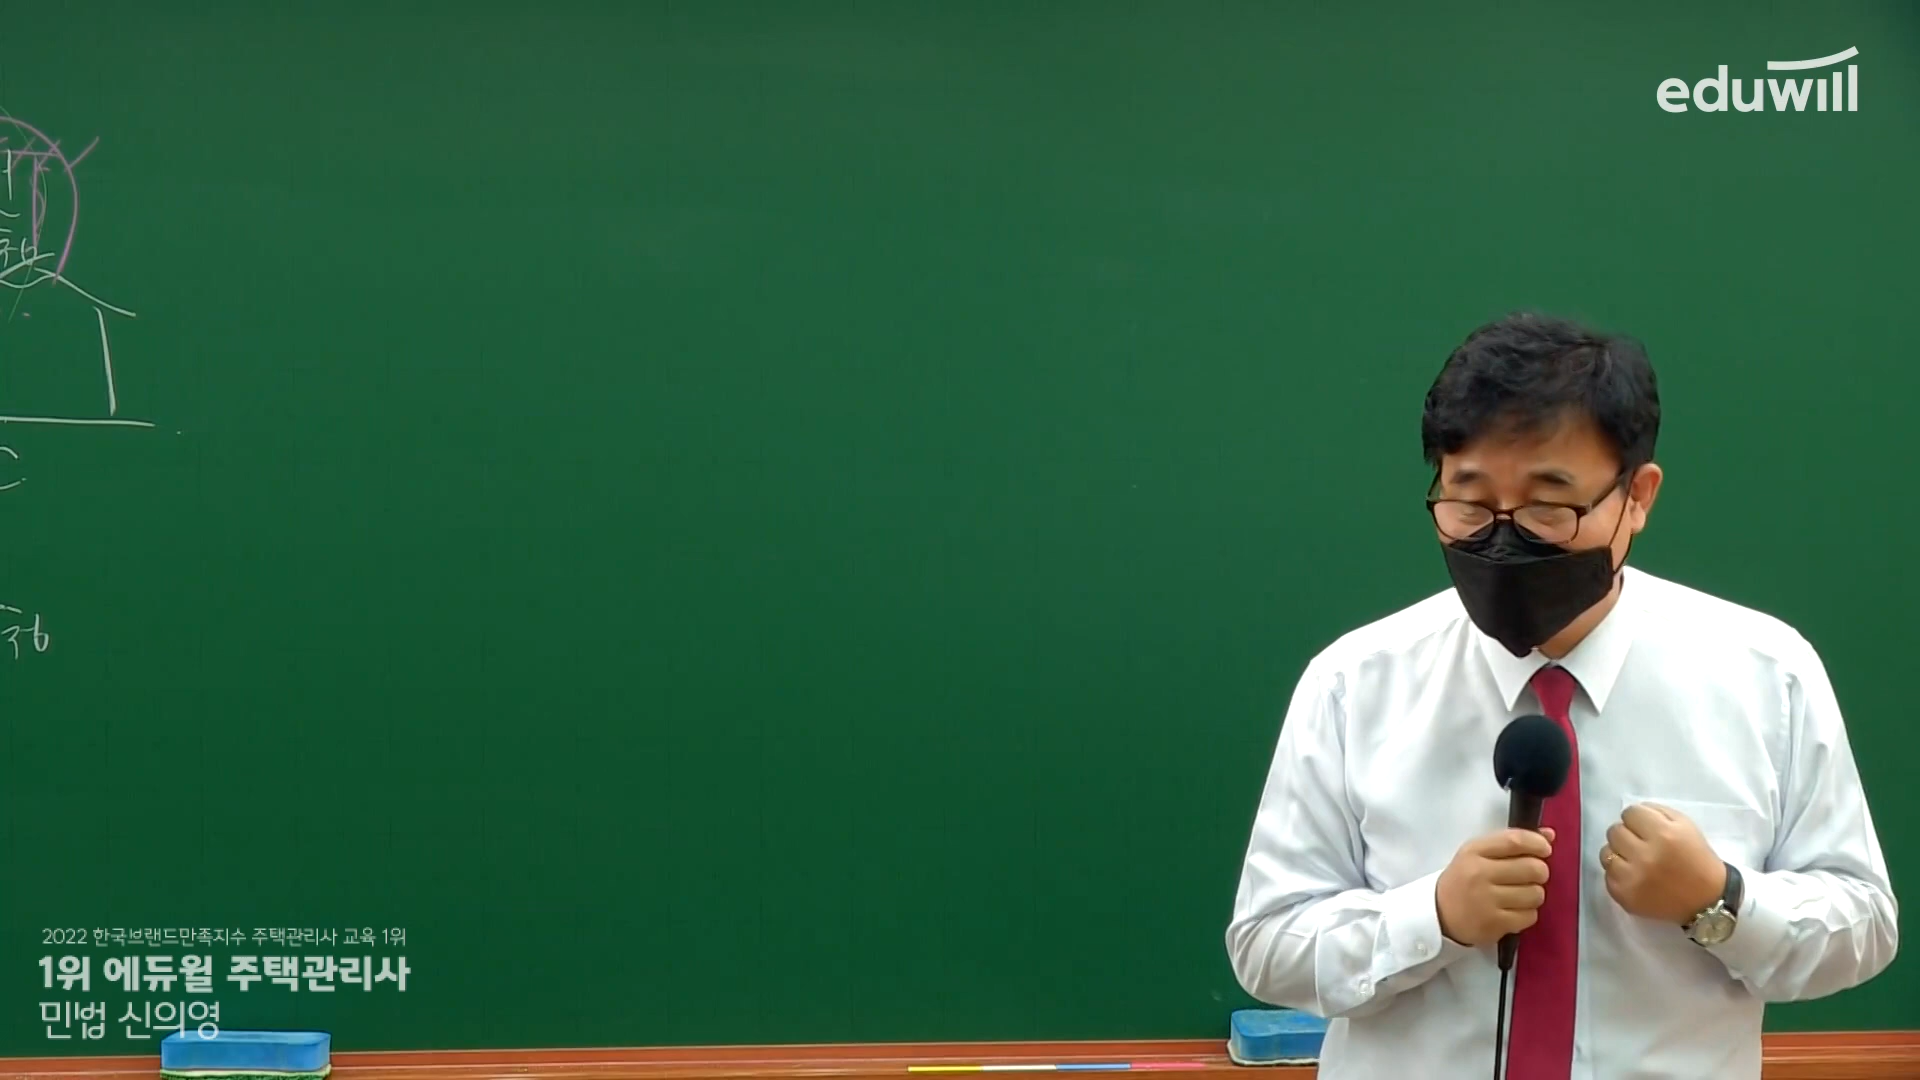 eduwill
2022 한국브랜드만족지수 주택관리사 교육 1위
1위 에듀윌 주택관리사
민법 신의영